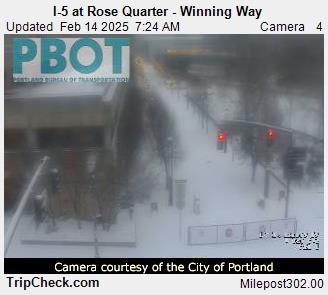 I-5 at Rose Quarter - Winning Way
Updated Feb 14 2025 7:24 AM Camera 4
PBOT
PORTLAND BUREAU OF TRANSPORTATION
Camera courtesy of the City of Portland
TripCheck.com Milepost302.00